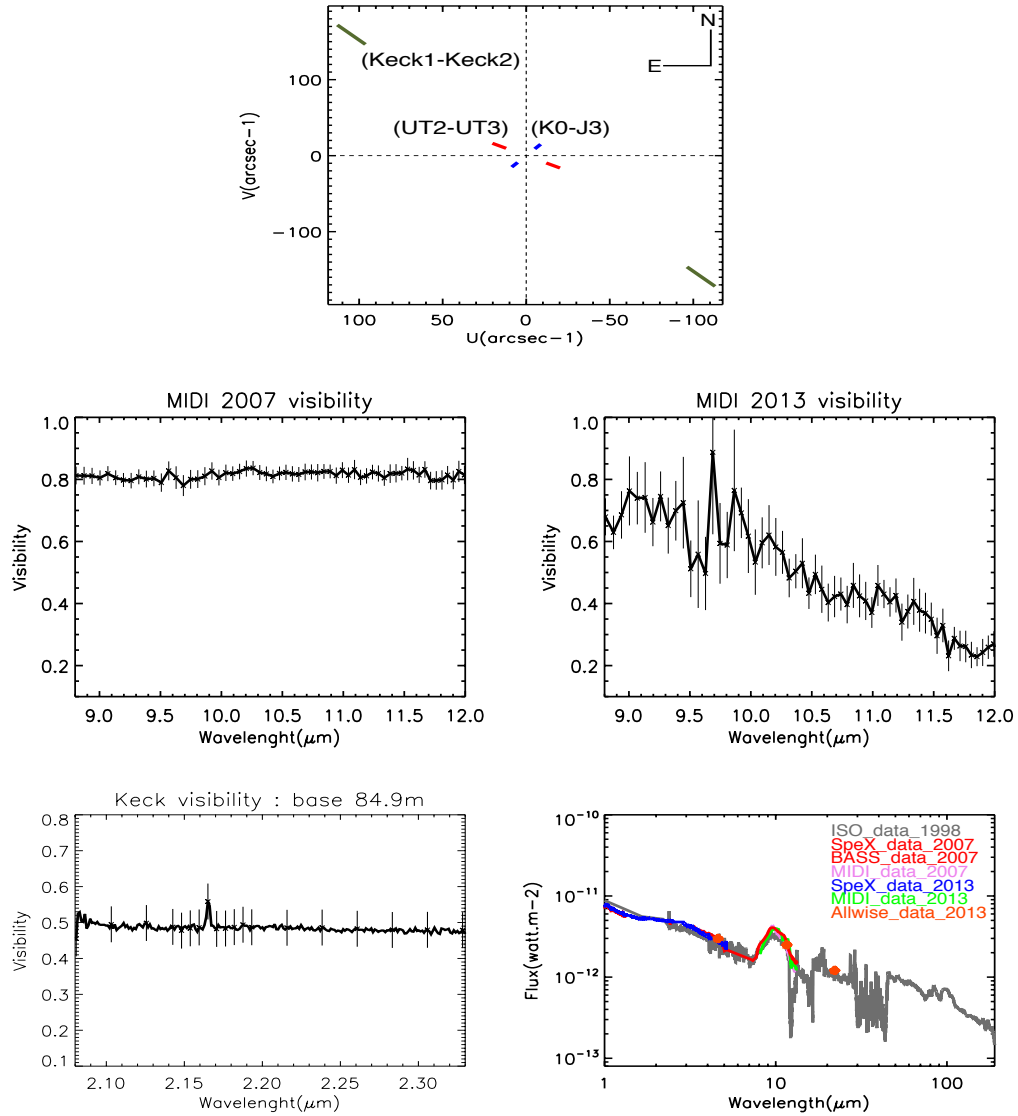 N
(Keck1-Keck2)
E
100
(UT2-UT3) (K0-J3)
0
V(arcsec-1)
-100
100 50 0 -50 -100
U(arcsec-1)
MIDI 2007 visibility
1.0
0.8
0.6
0.4
0.2
Visibility
9.0 9.5 10.0 10.5 11.0 11.5 12.0
Wavelenght(μm)
MIDI 2013 visibility
1.0
0.8
0.6
0.4
0.2
Visibility
9.0 9.5 10.0 10.5 11.0 11.5 12.0
Wavelenght(μm)
Keck visibility : base 84.9m
0.8
0.7
0.6
0.5
0.4
0.3
0.2
0.1
Visibility
2.10 2.15 2.20 2.25 2.30
Wavelenght(μm)
10−10
ISO_data_1998
SpeX_data_2007
BASS_data_2007
MIDI_data_2007
SpeX_data_2013
MIDI_data_2013
Allwise_data_2013
10−11
10−12
10−13
Flux(watt.m-2)
1 10 100
Wavelength(μm)